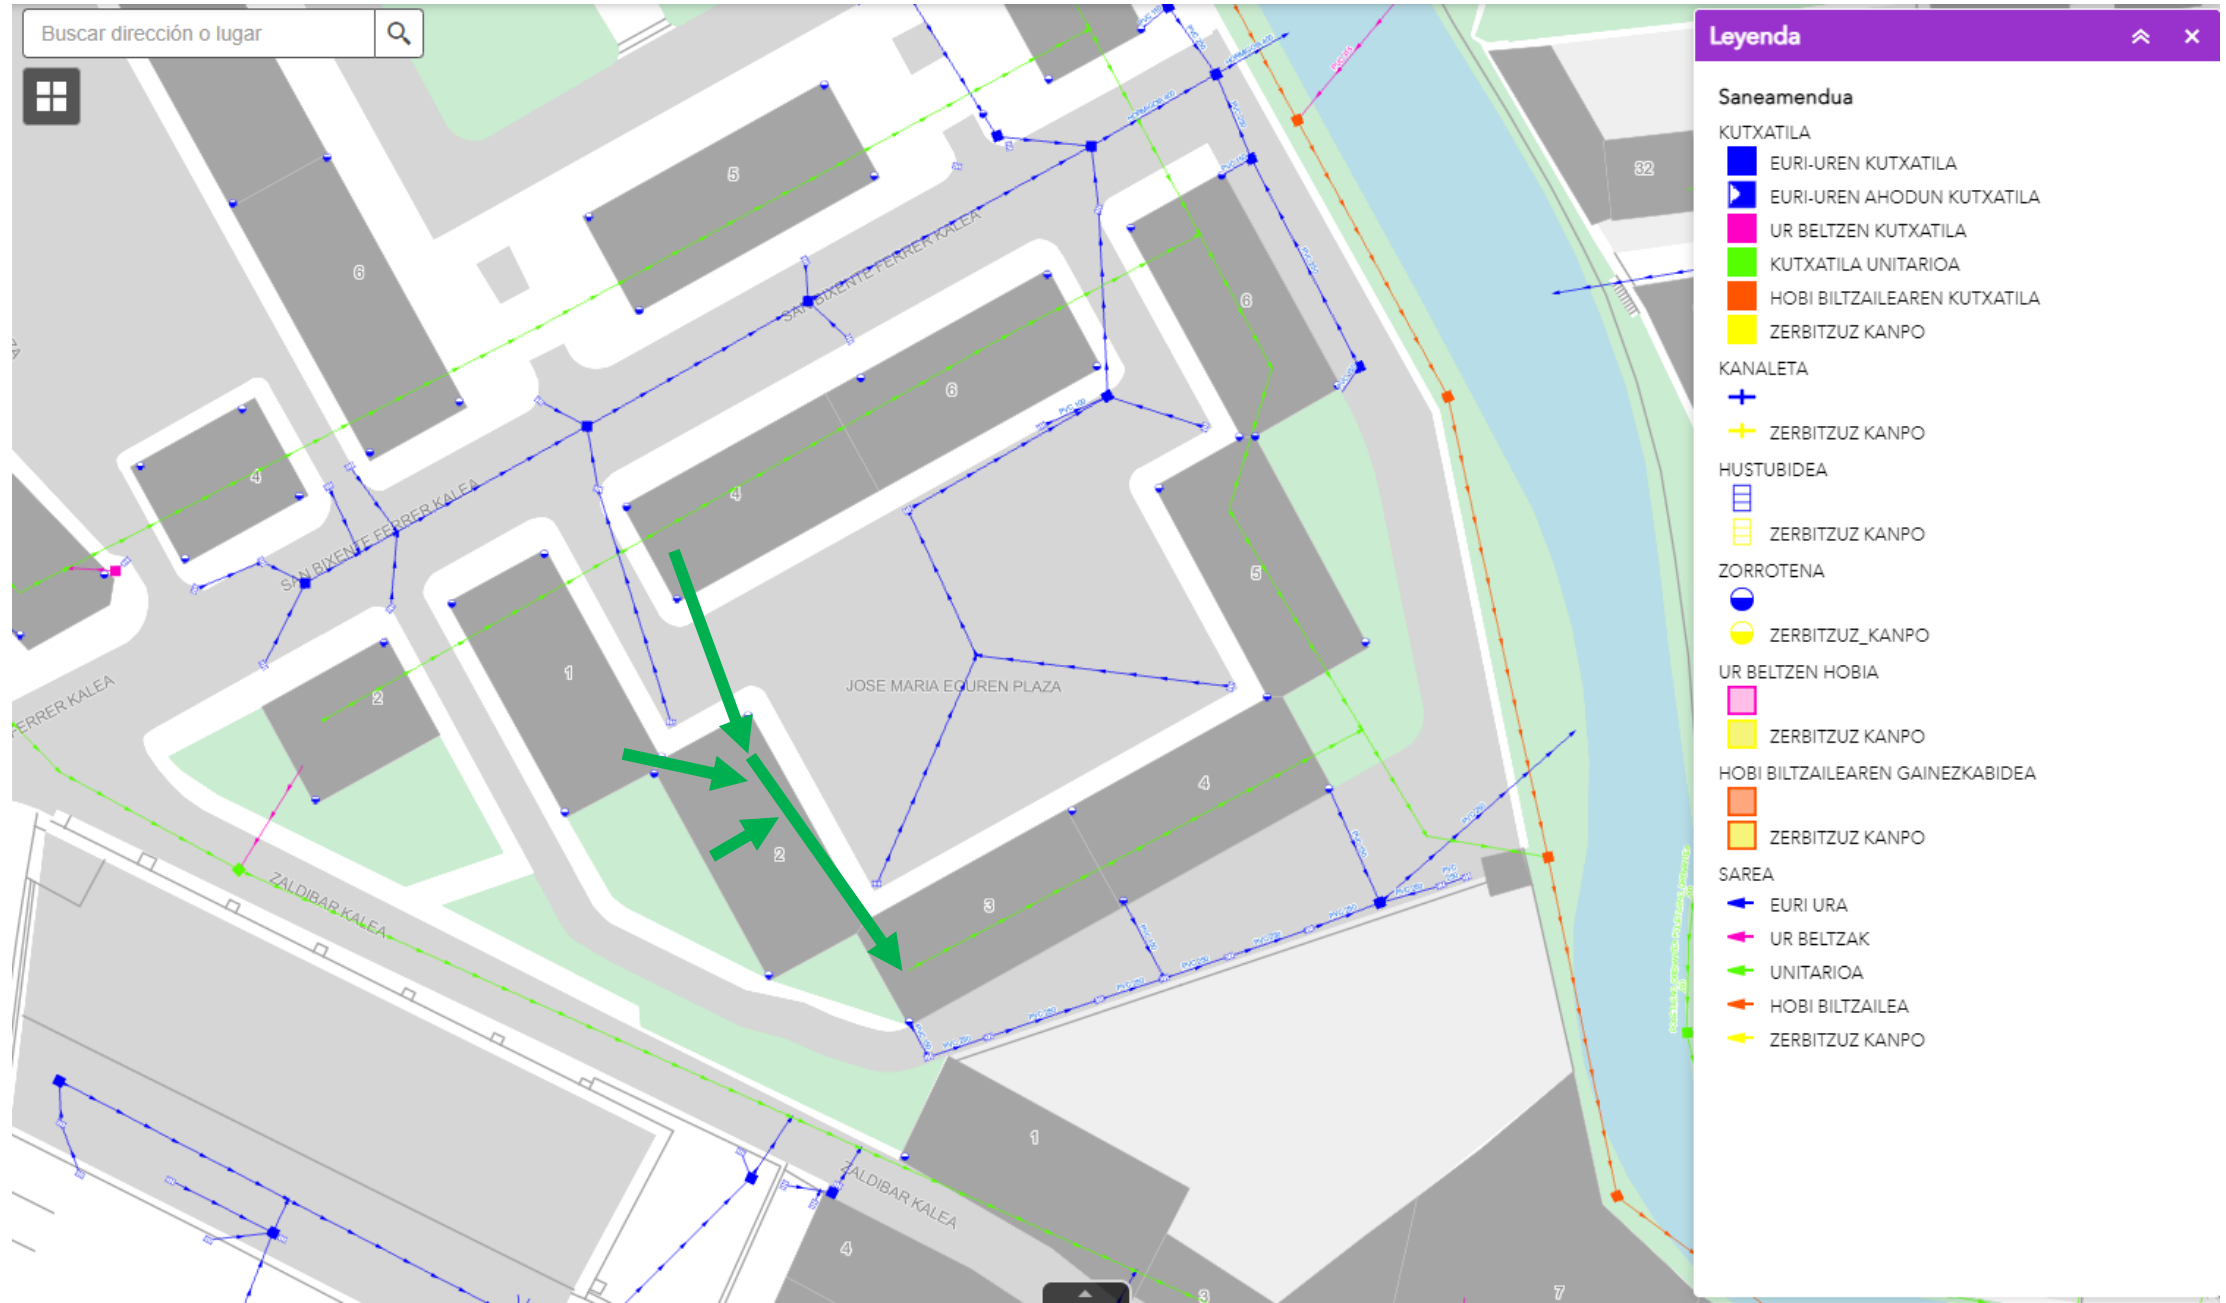 Buscar dirección o lugar
Leyenda
Saneamendua
KUTXATILA
EURI-UREN KUTXATILA
EURI-UREN AHODUN KUTXATILA
UR BELTZEN KUTXATILA
KUTXATILA UNITARIOA
HOBI BILTZAILEAREN KUTXATILA
ZERBITZUZ KANPO
KANALETA
ZERBITZUZ KANPO
HUSTUBIDEA
ZERBITZUZ KANPO
ZORROTENA
ZERBITZUZ_KANPO
UR BELTZEN HOBIA
ZERBITZUZ KANPO
HOBI BILTZAILEAREN GAINEZKABIDEA
ZERBITZUZ KANPO
SAREA
EURI URA
UR BELTZAK
UNITARIOA
HOBI BILTZAILEA
ZERBITZUZ KANPO
5
32
6
SAN BIXENTE FERRER KALEA
6
6
PVC 100
4
4
SAN BIXENTE FERRER KALEA
5
1
2
JOSE MARIA EGUREN PLAZA
FERRER KALEA
4
2
3
ZALDIBAR KALEA
1
ZALDIBAR KALEA
4
3
7